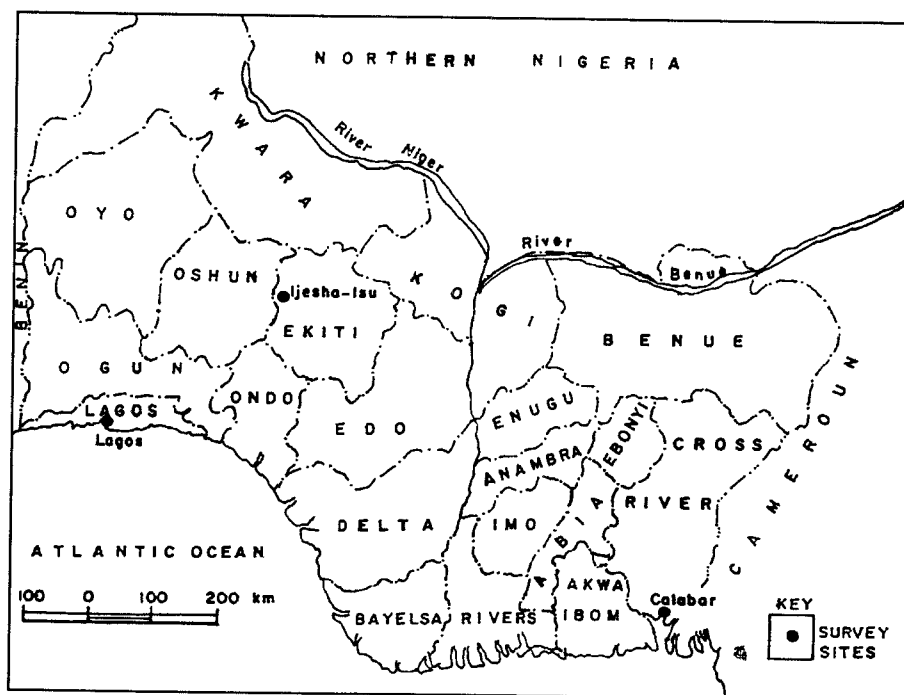 NORTHERN NIGERIA
KWARA
River Niger
OYO
BENIN
OSHUN
Ijesha-Isu
EKITI
KOGI
River Benue
BENUE
OGUN
LAGOS
Lagos
ONDO
EDO
ENUGU
ANAMBRA
EBONYI
CROSS
RIVER
CAMEROUN
DELTA
IMO
ABIA
ATLANTIC OCEAN
100 0 100 200 km
BAYELSA
RIVERS
AKWA
IBOM
Calabar
KEY
SURVEY
SITES